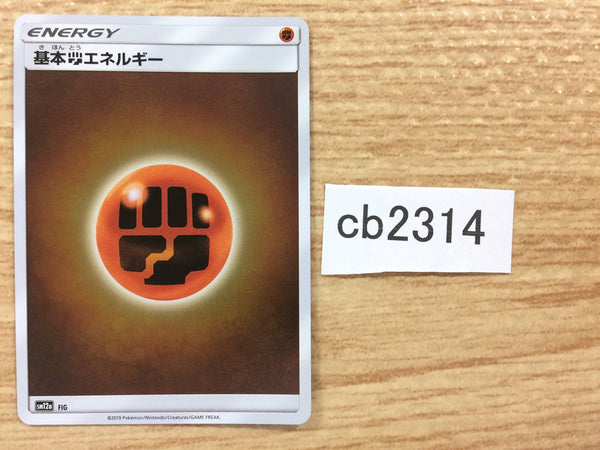 ENERGY
きほんとう
基本闘エネルギー
cb2314
sm12a FIG
©2019 Pokémon/Nintendo/Creatures/GAME FREAK.